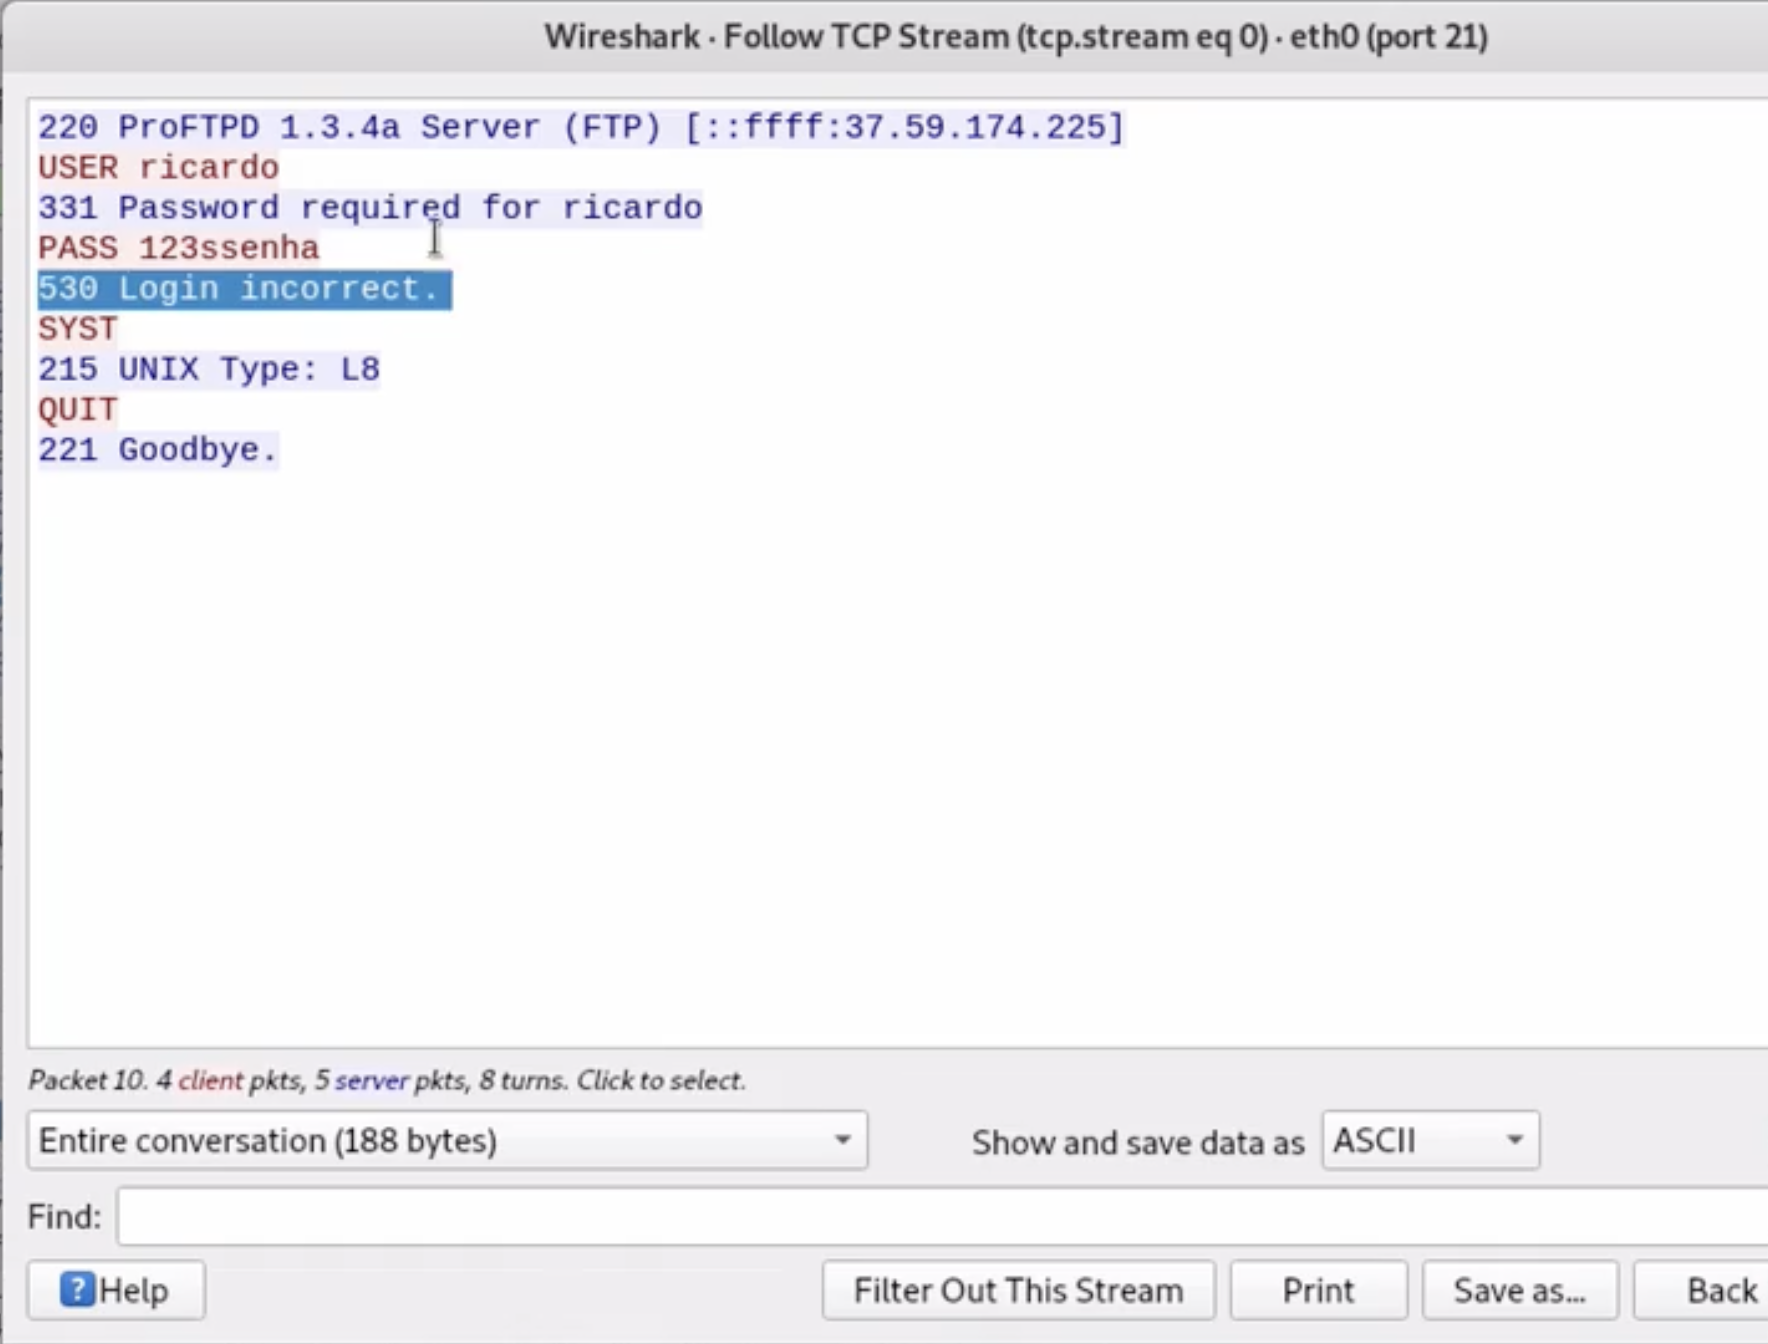 Wireshark · Follow TCP Stream (tcp.stream eq 0) · eth0 (port 21)
220 ProFTPD 1.3.4a Server (FTP) [::ffff:37.59.174.225]
USER ricardo
331 Password required for ricardo
PASS 123ssenha
530 Login incorrect.
SYST
215 UNIX Type: L8
QUIT
221 Goodbye.
Packet 10. 4 client pkts, 5 server pkts, 8 turns. Click to select.
Entire conversation (188 bytes)
Show and save data as ASCII
Find:
?Help
Filter Out This Stream
Print
Save as...
Back